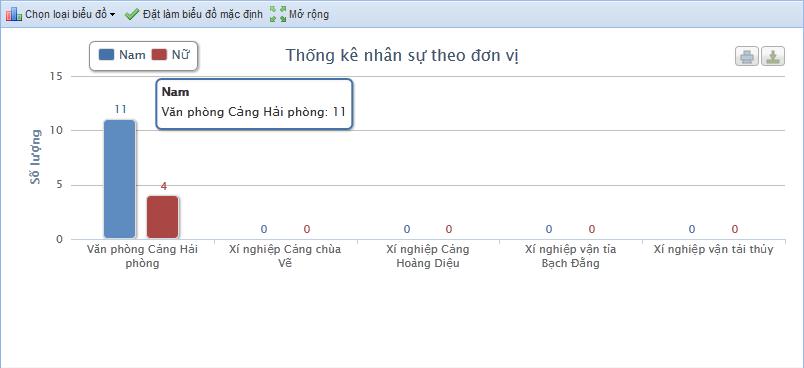 Chọn loại biểu đồ Đặt làm biểu đồ mặc định Mở rộng
Thống kê nhân sự theo đơn vị
Nam Nữ
Nam
Văn phòng Cảng Hải phòng: 11
Số lượng
15
10
5
0
11
4
0 0
0 0
0 0
0 0
Văn phòng Cảng Hải
phòng
Xí nghiệp Cảng chùa
Vẽ
Xí nghiệp Cảng
Hoàng Diệu
Xí nghiệp vận tỉa
Bạch Đằng
Xí nghiệp vận tải thủy